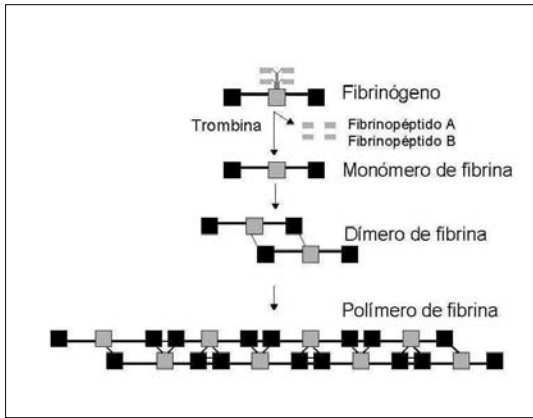 Fibrinógeno
Trombina
Fibrinopéptido A
Fibrinopéptido B
Monómero de fibrina
Dímero de fibrina
Polímero de fibrina